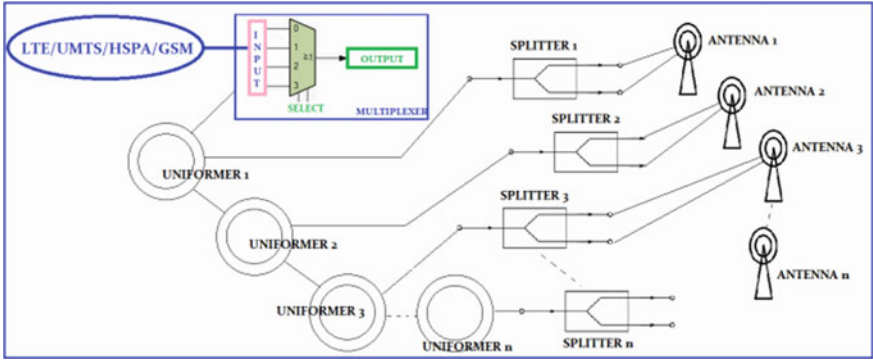 LTE/UMTS/HSPA/GSM
INPUT
0
1
2
3
≥1
OUTPUT
SELECT
MULTIPLEXER
SPLITTER 1
ANTENNA 1
ANTENNA 2
SPLITTER 2
ANTENNA 3
UNIFORMER 1
SPLITTER 3
UNIFORMER 2
ANTENNA n
UNIFORMER 3
UNIFORMER n
SPLITTER n